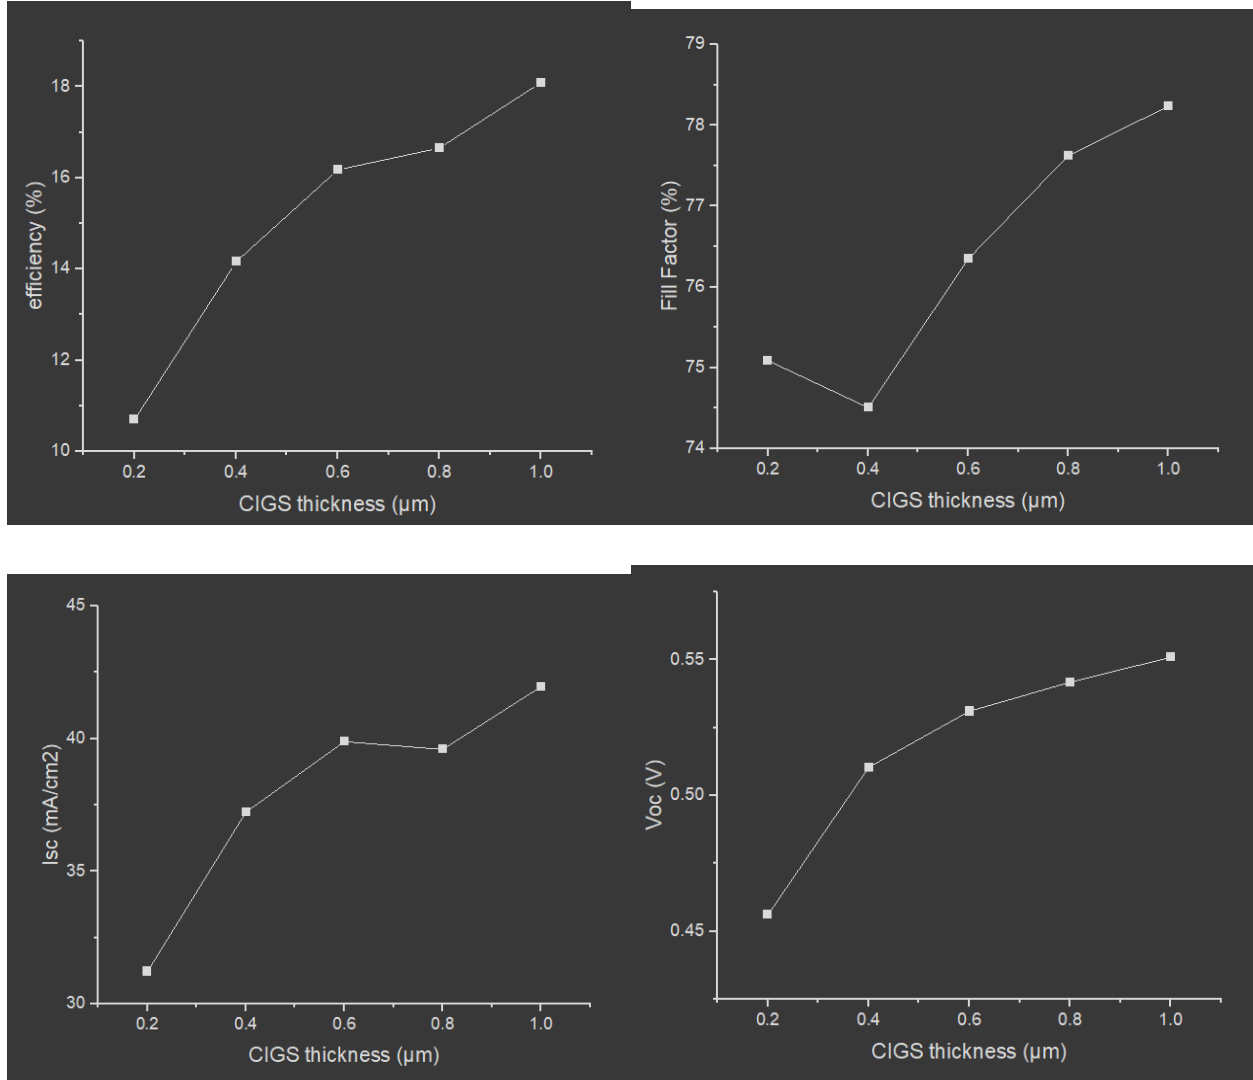 efficiency (%)
18
16
14
12
10
0.2 0.4 0.6 0.8 1.0
CIGS thickness (µm)
Fill Factor (%)
79
78
77
76
75
74
0.2 0.4 0.6 0.8 1.0
CIGS thickness (µm)
Isc (mA/cm2)
45
40
35
30
0.2 0.4 0.6 0.8 1.0
CIGS thickness (µm)
Voc (V)
0.55
0.50
0.45
0.2 0.4 0.6 0.8 1.0
CIGS thickness (µm)